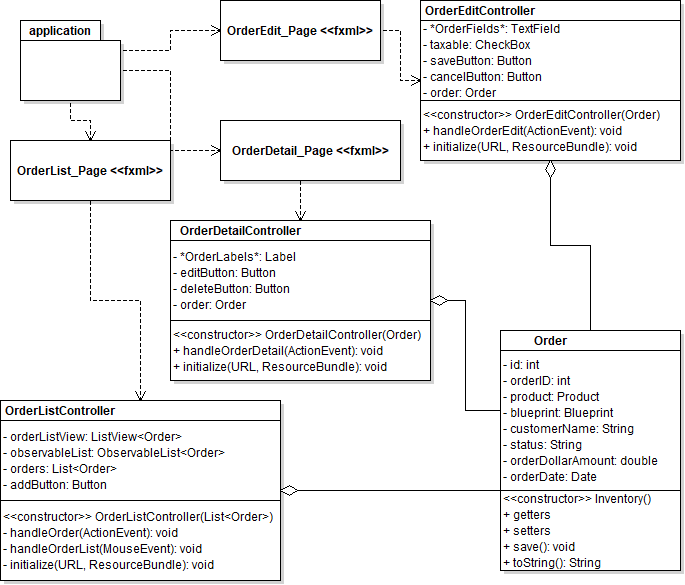 application
OrderEdit_Page <<fxml>>
OrderEditController
- *OrderFields*: TextField
- taxable: CheckBox
- saveButton: Button
- cancelButton: Button
- order: Order
<<constructor>> OrderEditController(Order)
+ handleOrderEdit(ActionEvent): void
+ initialize(URL, ResourceBundle): void
OrderList_Page <<fxml>>
OrderDetail_Page <<fxml>>
OrderDetailController
- *OrderLabels*: Label
- editButton: Button
- deleteButton: Button
- order: Order
<<constructor>> OrderDetailController(Order)
+ handleOrderDetail(ActionEvent): void
+ initialize(URL, ResourceBundle): void
Order
- id: int
- orderID: int
- product: Product
- blueprint: Blueprint
- customerName: String
- status: String
- orderDollarAmount: double
- orderDate: Date
<<constructor>> Inventory()
+ getters
+ setters
+ save(): void
+ toString(): String
OrderListController
- orderListView: ListView<Order>
- observableList: ObservableList<Order>
- orders: List<Order>
- addButton: Button
<<constructor>> OrderListController(List<Order>)
- handleOrder(ActionEvent): void
- handleOrderList(MouseEvent): void
- initialize(URL, ResourceBundle): void